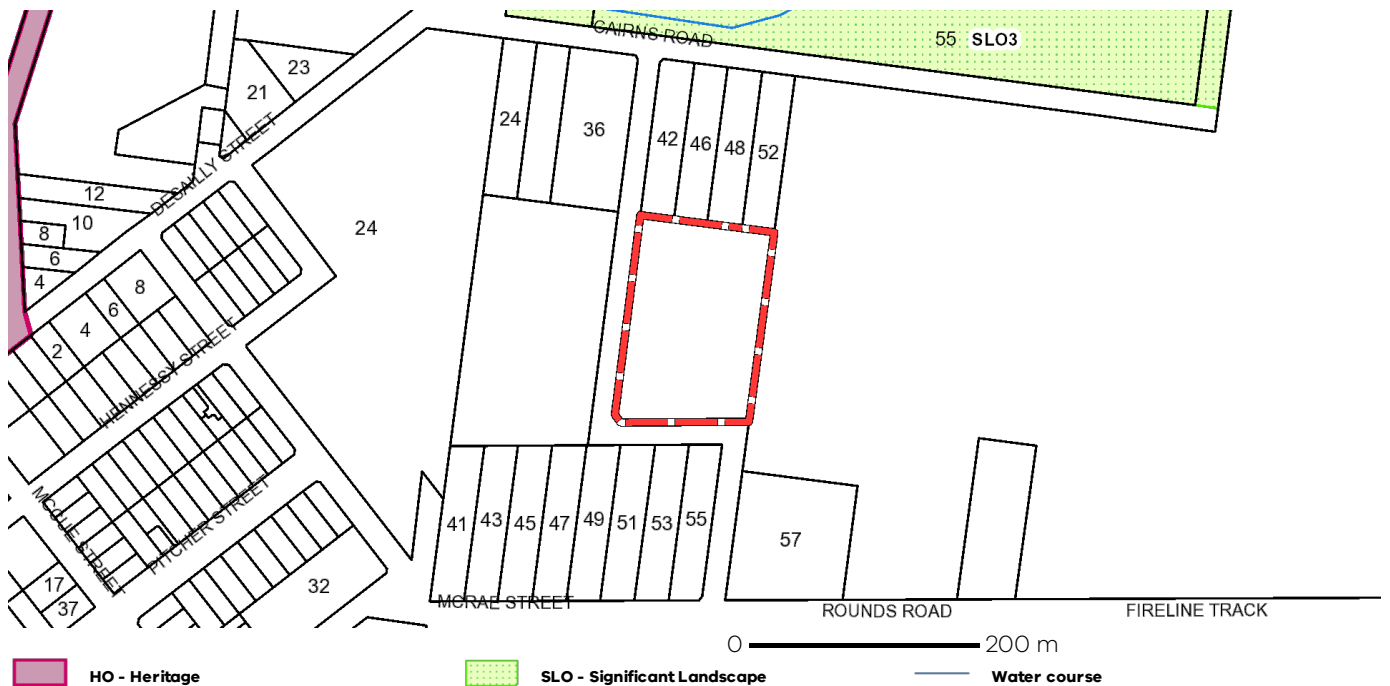 CAIRNS ROAD
55 SLO3
23
21
24
36
42
46
48
52
DESAILLY STREET
12
10
8
6
4
24
8
6
4
2
HENNESSY STREET
MCCUE STREET
PITCHER STREET
41
43
45
47
49
51
53
55
57
17
37
32
MCRAE STREET
ROUNDS ROAD
FIRELINE TRACK
0 200 m
HO - Heritage
SLO - Significant Landscape
Water course